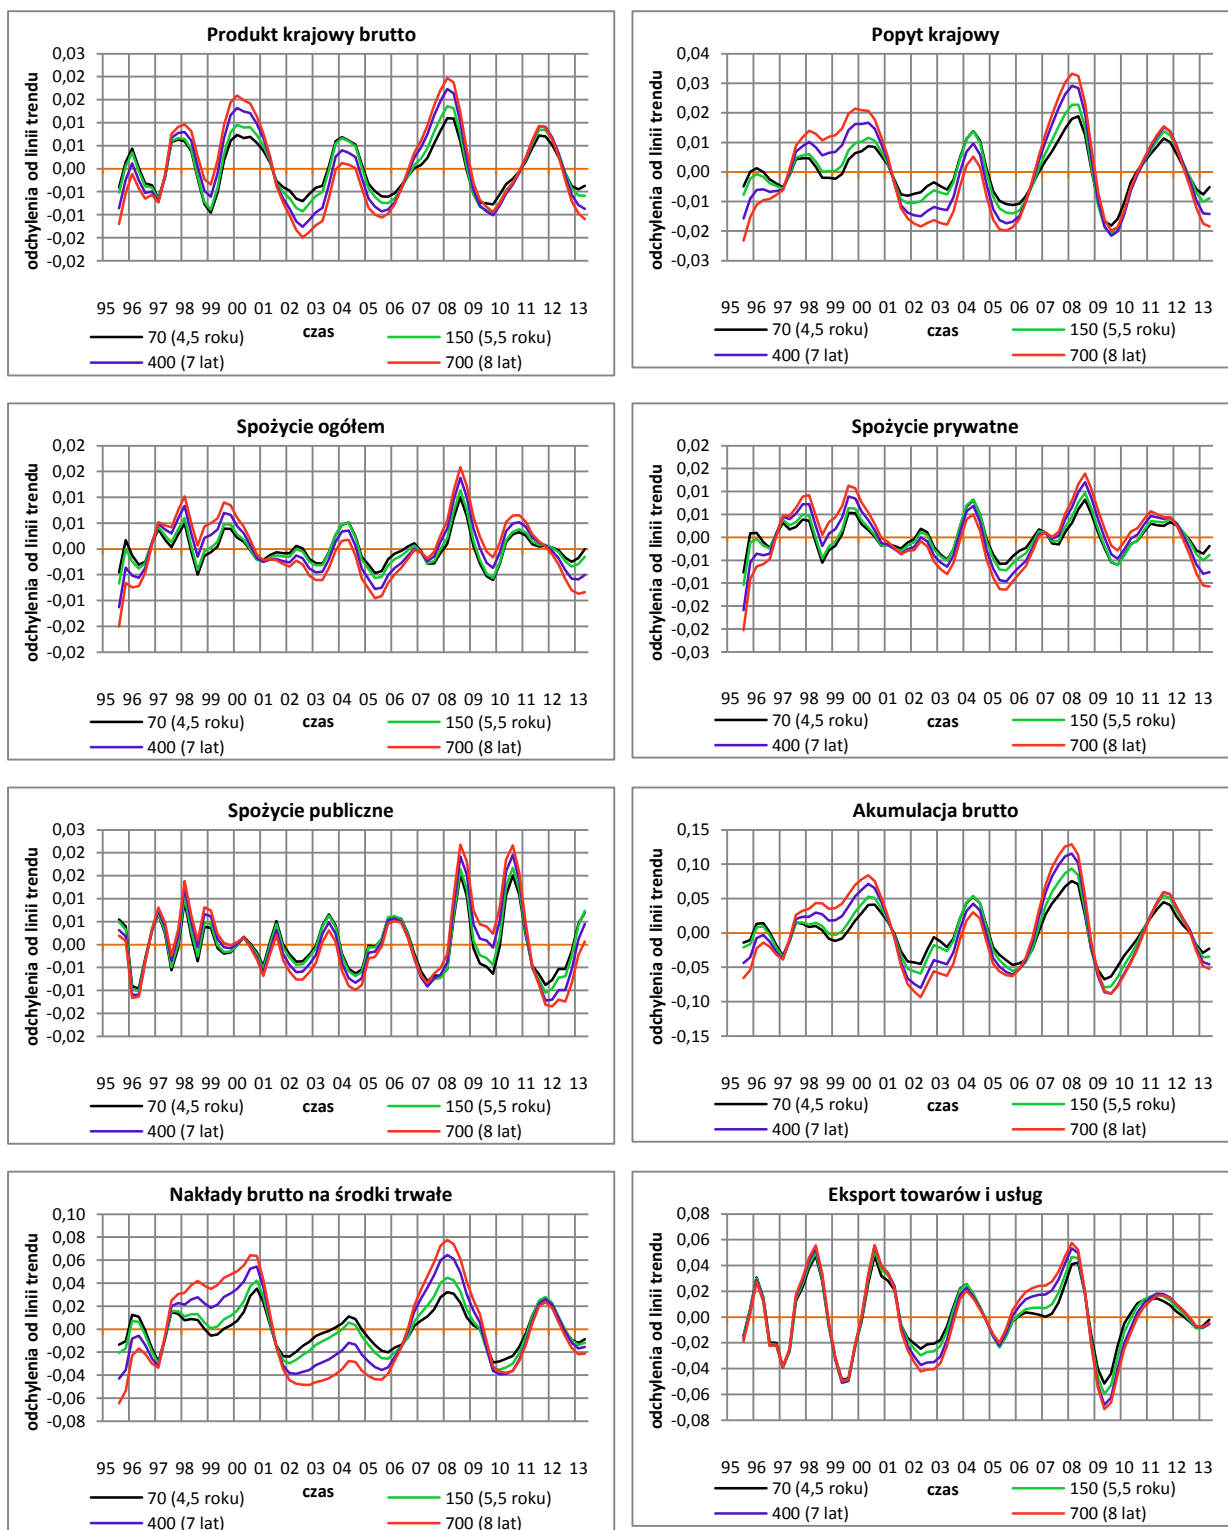 Produkt krajowy brutto
odchylenia od linii trendu
0,03
0,02
0,02
0,01
0,01
0,00
-0,01
-0,01
-0,02
-0,02
95 96 97 98 99 00 01 02 03 04 05 06 07 08 09 10 11 12 13
czas
70 (4,5 roku)
150 (5,5 roku)
400 (7 lat)
700 (8 lat)
Popyt krajowy
odchylenia od linii trendu
0,04
0,03
0,02
0,01
0,00
-0,01
-0,02
-0,03
95 96 97 98 99 00 01 02 03 04 05 06 07 08 09 10 11 12 13
czas
70 (4,5 roku)
150 (5,5 roku)
400 (7 lat)
700 (8 lat)
Spożycie ogółem
odchylenia od linii trendu
0,02
0,02
0,01
0,01
0,00
-0,01
-0,01
-0,02
-0,02
95 96 97 98 99 00 01 02 03 04 05 06 07 08 09 10 11 12 13
czas
70 (4,5 roku)
150 (5,5 roku)
400 (7 lat)
700 (8 lat)
Spożycie prywatne
odchylenia od linii trendu
0,02
0,02
0,01
0,01
0,00
-0,01
-0,01
-0,02
-0,02
-0,03
95 96 97 98 99 00 01 02 03 04 05 06 07 08 09 10 11 12 13
czas
70 (4,5 roku)
150 (5,5 roku)
400 (7 lat)
700 (8 lat)
Spożycie publiczne
odchylenia od linii trendu
0,03
0,02
0,02
0,01
0,01
0,00
-0,01
-0,01
-0,02
-0,02
95 96 97 98 99 00 01 02 03 04 05 06 07 08 09 10 11 12 13
czas
70 (4,5 roku)
150 (5,5 roku)
400 (7 lat)
700 (8 lat)
Akumulacja brutto
odchylenia od linii trendu
0,15
0,10
0,05
0,00
-0,05
-0,10
-0,15
95 96 97 98 99 00 01 02 03 04 05 06 07 08 09 10 11 12 13
czas
70 (4,5 roku)
150 (5,5 roku)
400 (7 lat)
700 (8 lat)
Nakłady brutto na środki trwałe
odchylenia od linii trendu
0,10
0,08
0,06
0,04
0,02
0,00
-0,02
-0,04
-0,06
-0,08
95 96 97 98 99 00 01 02 03 04 05 06 07 08 09 10 11 12 13
czas
70 (4,5 roku)
150 (5,5 roku)
400 (7 lat)
700 (8 lat)
Eksport towarów i usług
odchylenia od linii trendu
0,08
0,06
0,04
0,02
0,00
-0,02
-0,04
-0,06
-0,08
95 96 97 98 99 00 01 02 03 04 05 06 07 08 09 10 11 12 13
czas
70 (4,5 roku)
150 (5,5 roku)
400 (7 lat)
700 (8 lat)